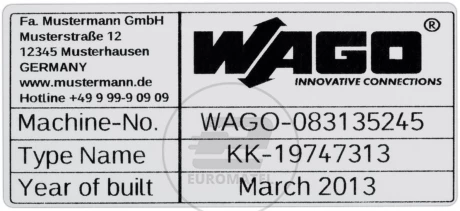 Fa. Mustermann GmbH
Musterstraße 12
12345 Musterhausen
GERMANY
www.mustermann.de
Hotline +49 9 99-9 09 09
WAGO®
INNOVATIVE CONNECTIONS
Machine-No. WAGO-083135245
Type Name KK-19747313
Year of built March 2013
EUROMATEL